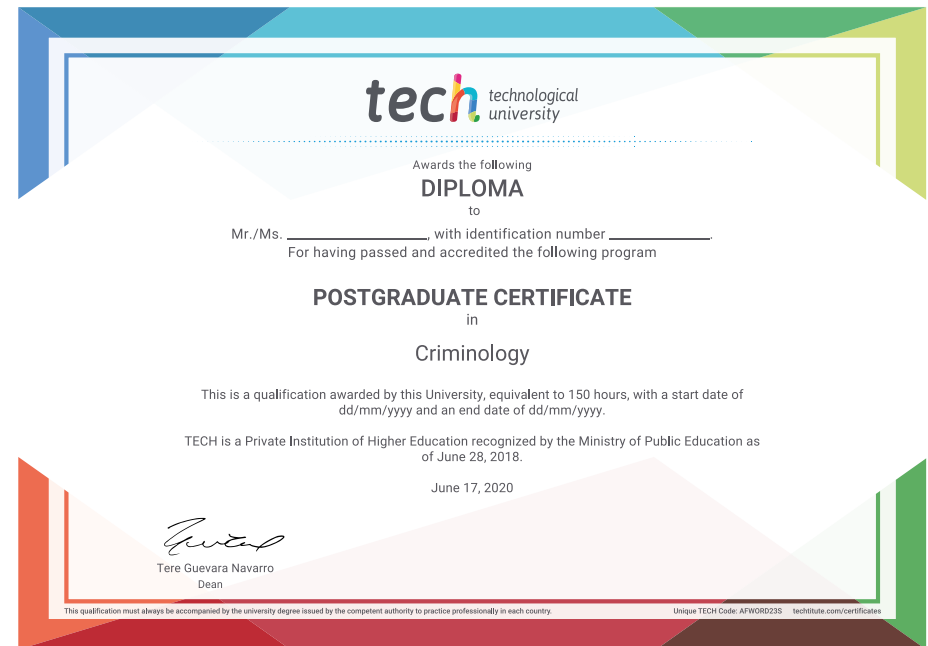 tech technological
university
Awards the following
DIPLOMA
to
Mr./Ms. ____________________, with identification number ______________.
For having passed and accredited the following program
POSTGRADUATE CERTIFICATE
in
Criminology
This is a qualification awarded by this University, equivalent to 150 hours, with a start date of
dd/mm/yyyy and an end date of dd/mm/yyyy.
TECH is a Private Institution of Higher Education recognized by the Ministry of Public Education as
of June 28, 2018.
June 17, 2020
Tere Guevara Navarro
Dean
This qualification must always be accompanied by the university degree issued by the competent authority to practice professionally in each country.
Unique TECH Code: AFWORD23S techtitute.com/certificates